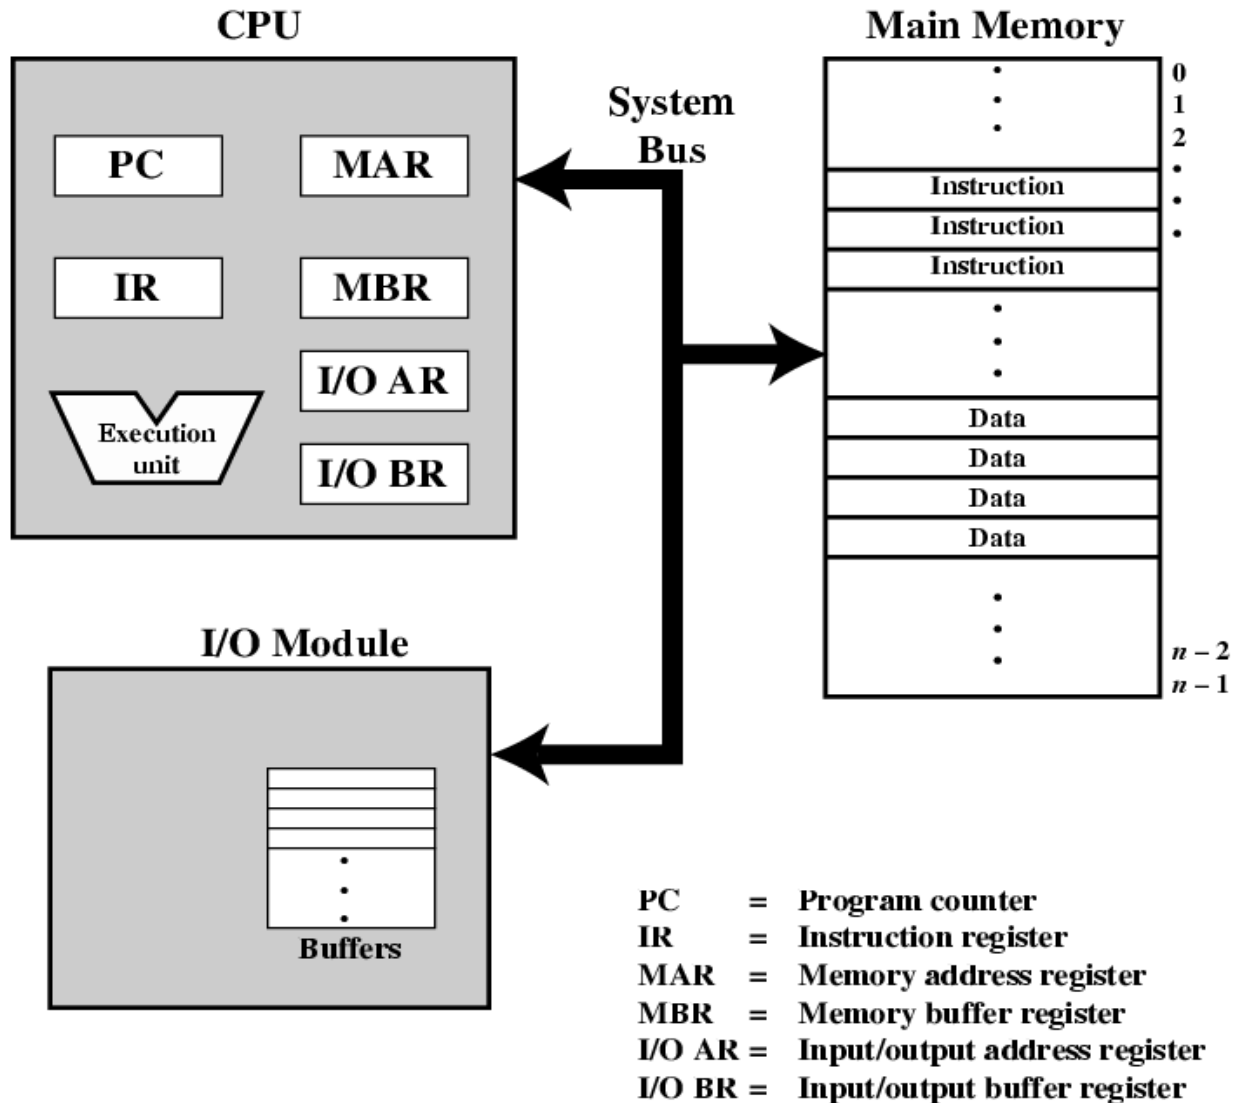 CPU
PC
MAR
IR
MBR
I/O AR
Execution
unit
I/O BR
System
Bus
Main Memory
0
1
2
Instruction
Instruction
Instruction
Data
Data
Data
Data
n – 2
n – 1
I/O Module
Buffers
PC = Program counter
IR = Instruction register
MAR = Memory address register
MBR = Memory buffer register
I/O AR = Input/output address register
I/O BR = Input/output buffer register